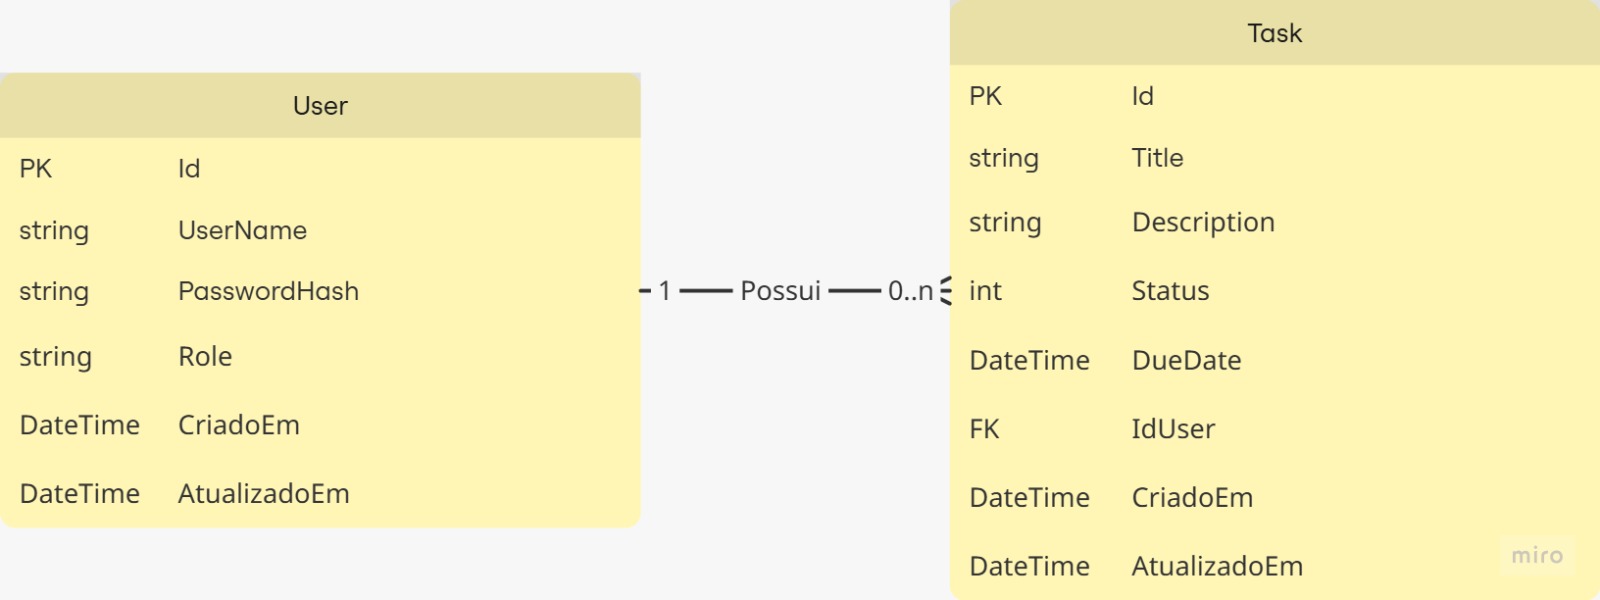 User
PK Id
string UserName
string PasswordHash
string Role
DateTime CriadoEm
DateTime AtualizadoEm
1 Possui 0..n
Task
PK Id
string Title
string Description
int Status
DateTime DueDate
FK IdUser
DateTime CriadoEm
DateTime AtualizadoEm
miro